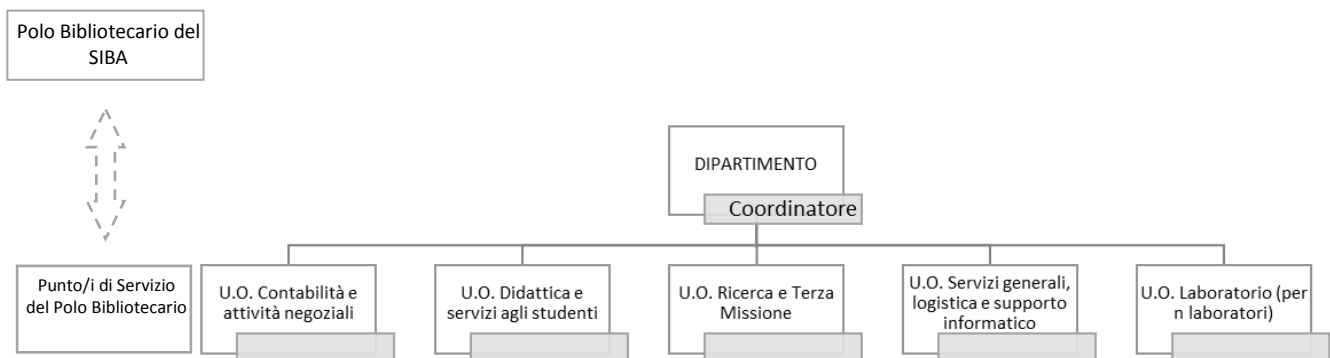 Polo Bibliotecario del
SIBA
DIPARTIMENTO
Coordinatore
Punto/i di Servizio
del Polo Bibliotecario
U.O. Contabilità e
attività negoziali
U.O. Didattica e
servizi agli studenti
U.O. Ricerca e Terza
Missione
U.O. Servizi generali,
logistica e supporto
informatico
U.O. Laboratorio (per
n laboratori)